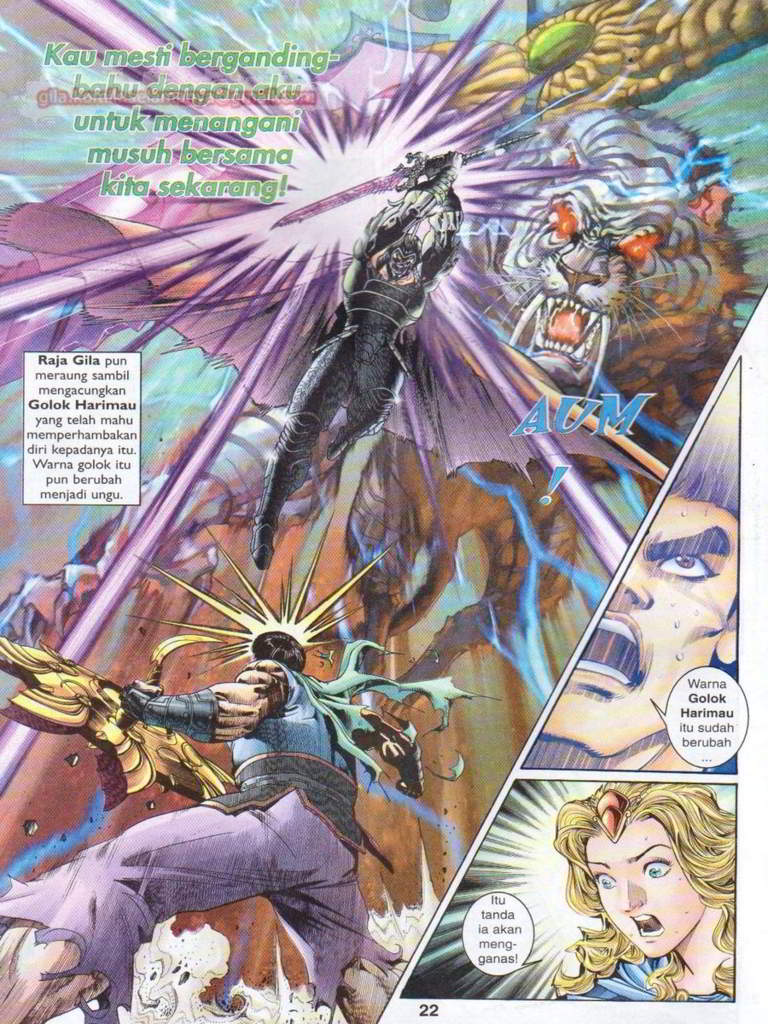 Kau mesti berganding-
bahu dengan aku
untuk menangani
musuh bersama
kita sekarang!
Raja Gila pun
meraung sambil
mengacungkan
Golok Harimau
yang telah mahu
memperhambakan
diri kepadanya itu.
Warna golok itu
pun berubah
menjadi ungu.
AUM
!
Warna
Golok
Harimau
itu sudah
berubah
...
Itu
tanda
ia akan
meng-
ganas!
22